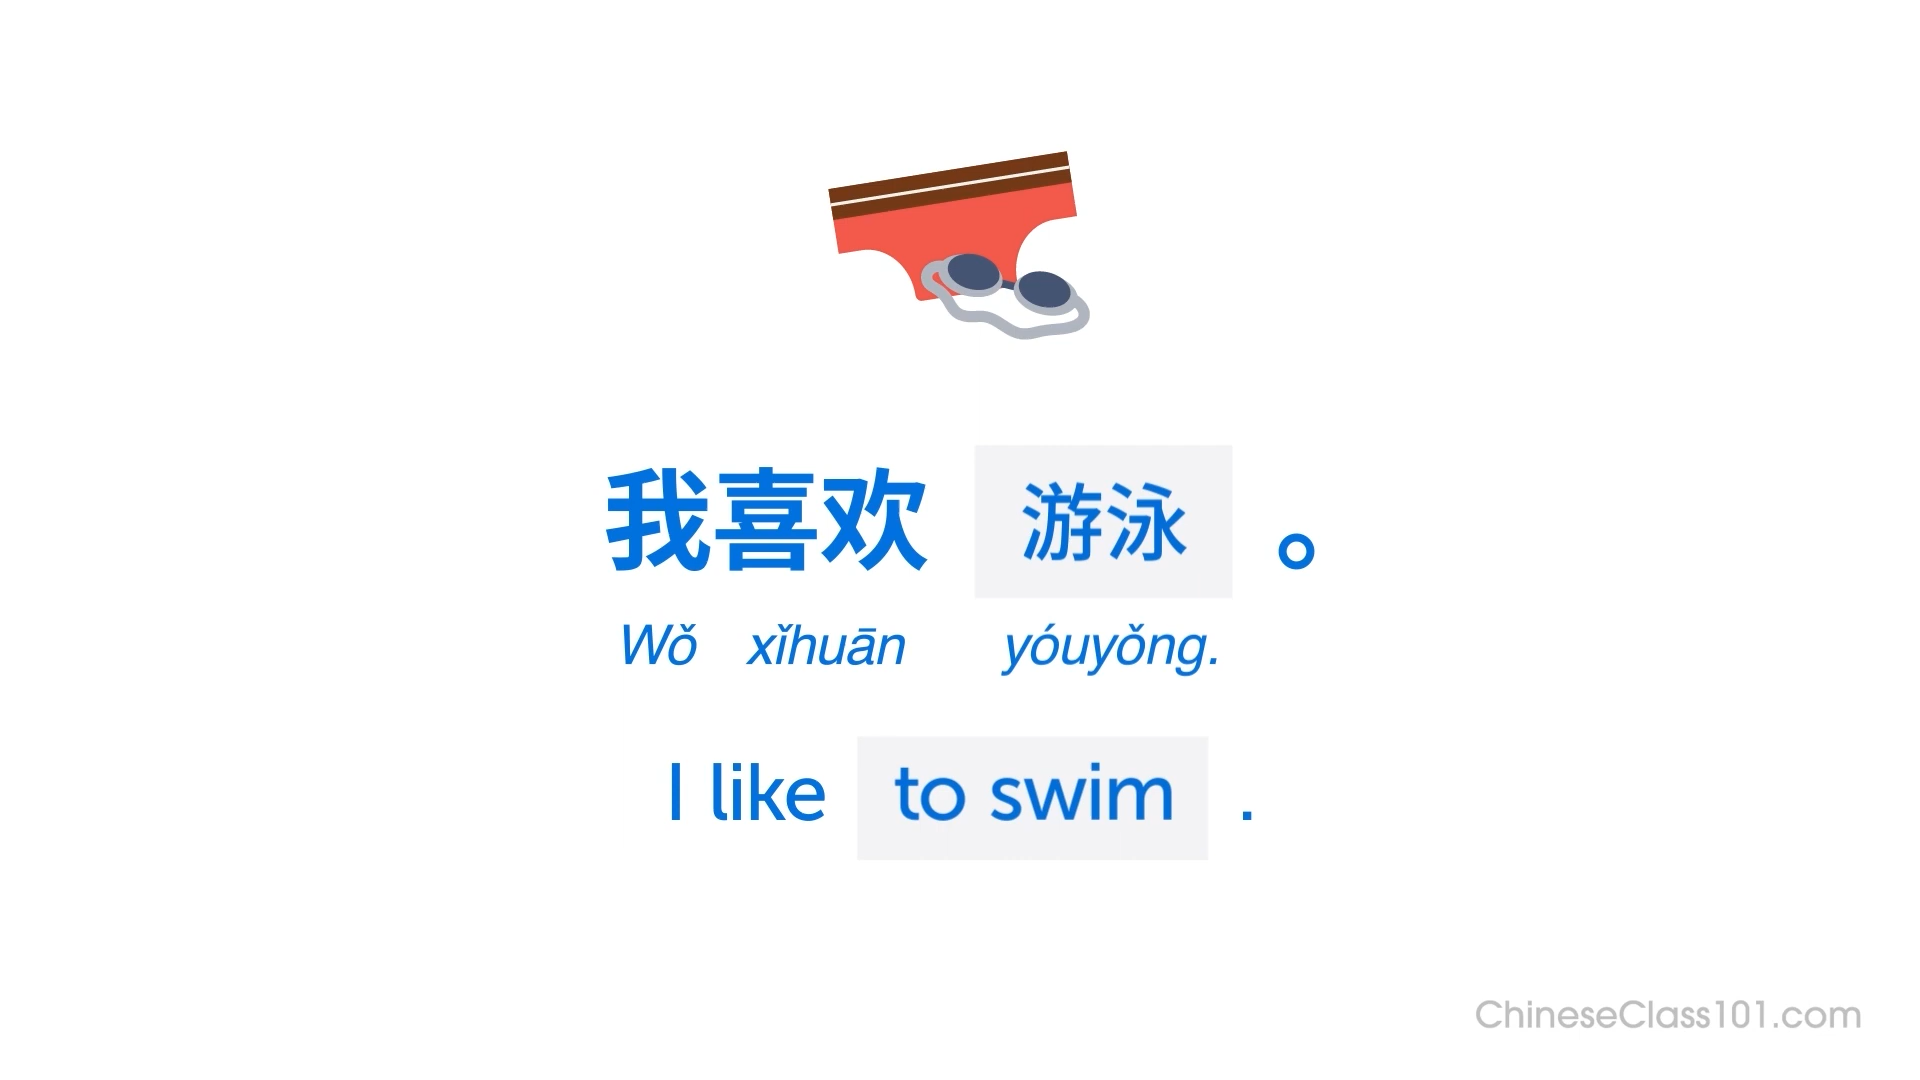 我喜欢 游泳 。
Wǒ xǐhuān yóuyǒng.
I like to swim .
ChineseClass101.com